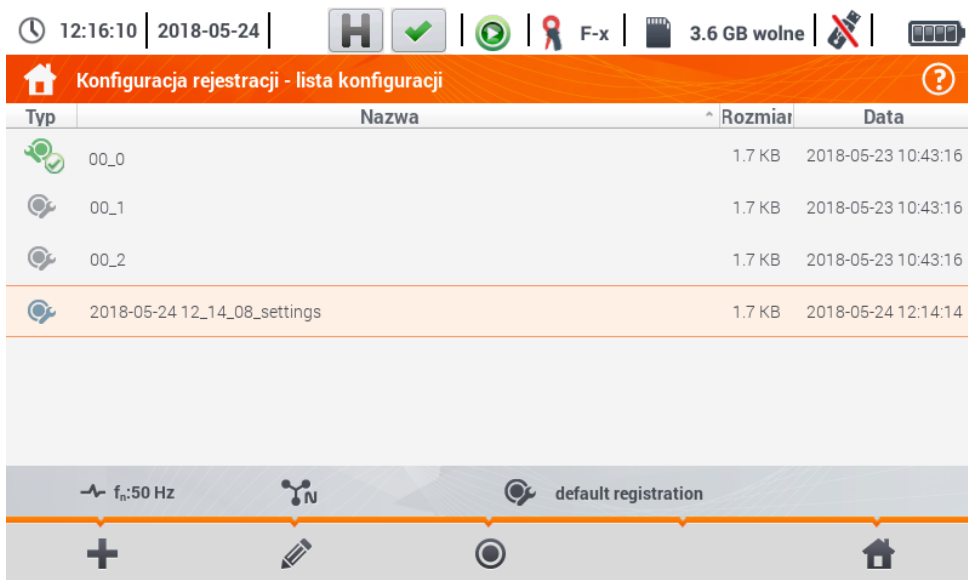 12:16:10 2018-05-24 H F-x 3.6 GB wolne
Konfiguracja rejestracji - lista konfiguracji ?
Typ Nazwa Rozmiar Data
00_0 1.7 KB 2018-05-23 10:43:16
00_1 1.7 KB 2018-05-23 10:43:16
00_2 1.7 KB 2018-05-23 10:43:16
2018-05-24 12_14_08_settings 1.7 KB 2018-05-24 12:14:14
fn:50 Hz N default registration